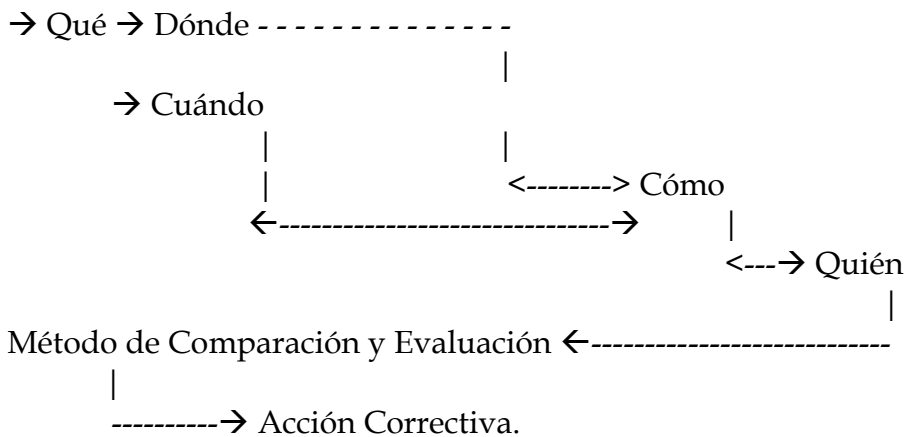 → Qué → Dónde - - - - - - - - - - - - - -
|
→ Cuándo
| |
| <--------> Cómo
←-------------------------------→ |
<---→ Quién
|
Método de Comparación y Evaluación ←----------------------------
|
----------→ Acción Correctiva.